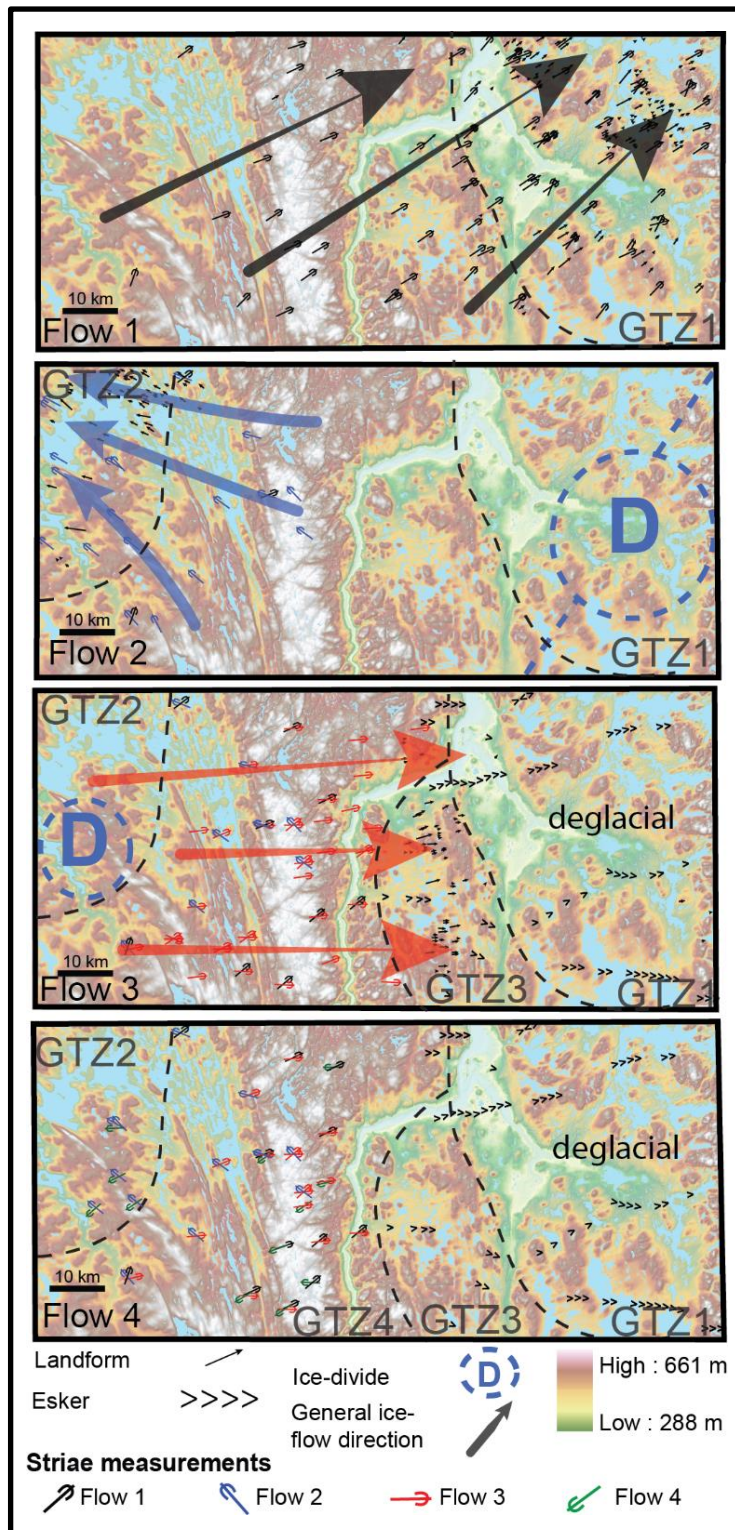 10 km
Flow 1
GTZ1
GTZ2
D
10 km
Flow 2
GTZ1
GTZ2
D
deglacial
10 km
Flow 3
GTZ3
GTZ1
GTZ2
deglacial
10 km
Flow 4
GTZ4
GTZ3
GTZ1
Landform
Esker >>>>
Ice-divide D
General ice-
flow direction
High : 661 m
Low : 288 m
Striae measurements
Flow 1 Flow 2 Flow 3 Flow 4